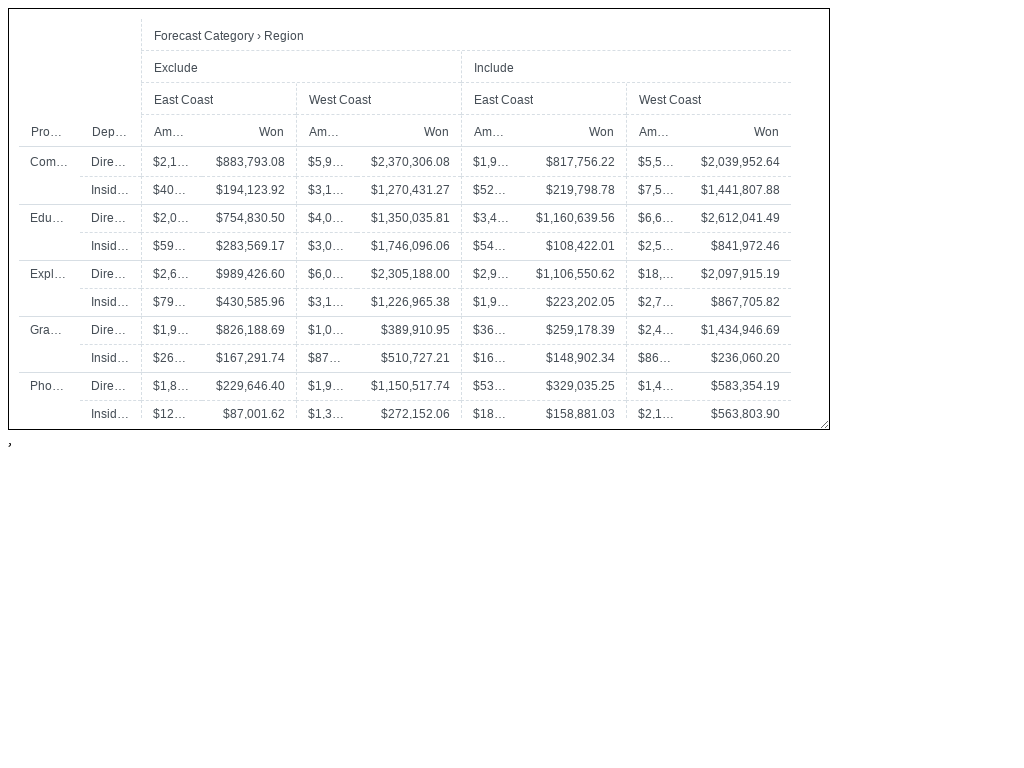 Forecast Category › Region
Exclude Include
East Coast West Coast East Coast West Coast
Pro… Dep… Am… Won Am… Won Am… Won Am… Won
Com… Dire… $2,1… $883,793.08 $5,9… $2,370,306.08 $1,9… $817,756.22 $5,5… $2,039,952.64
Insid… $40… $194,123.92 $3,1… $1,270,431.27 $52… $219,798.78 $7,5… $1,441,807.88
Edu… Dire… $2,0… $754,830.50 $4,0… $1,350,035.81 $3,4… $1,160,639.56 $6,6… $2,612,041.49
Insid… $59… $283,569.17 $3,0… $1,746,096.06 $54… $108,422.01 $2,5… $841,972.46
Expl… Dire… $2,6… $989,426.60 $6,0… $2,305,188.00 $2,9… $1,106,550.62 $18,… $2,097,915.19
Insid… $79… $430,585.96 $3,1… $1,226,965.38 $1,9… $223,202.05 $2,7… $867,705.82
Gra… Dire… $1,9… $826,188.69 $1,0… $389,910.95 $36… $259,178.39 $2,4… $1,434,946.69
Insid… $26… $167,291.74 $87… $510,727.21 $16… $148,902.34 $86… $236,060.20
Pho… Dire… $1,8… $229,646.40 $1,9… $1,150,517.74 $53… $329,035.25 $1,4… $583,354.19
Insid… $12… $87,001.62 $1,3… $272,152.06 $18… $158,881.03 $2,1… $563,803.90
,